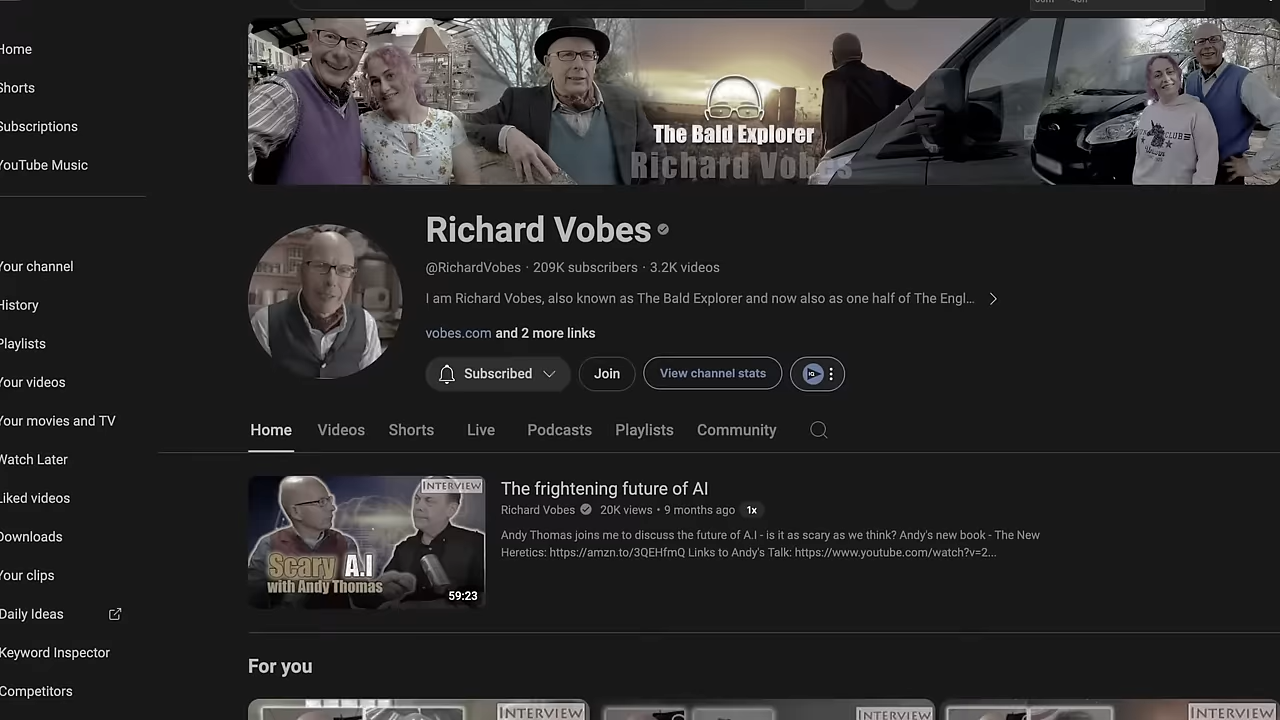 Home
Shorts
Subscriptions
YouTube Music
Your channel
History
Playlists
Your videos
Your movies and TV
Watch Later
Liked videos
Downloads
Your clips
Daily Ideas
Keyword Inspector
Competitors
The Bald Explorer
Richard Vobes
Richard Vobes
@RichardVobes · 209K subscribers · 3.2K videos
I am Richard Vobes, also known as The Bald Explorer and now also as one half of The Engl...
vobes.com and 2 more links
Subscribed
Join
View channel stats
Home Videos Shorts Live Podcasts Playlists Community
INTERVIEW
Scary A.I
with Andy Thomas
59:23
The frightening future of AI
Richard Vobes 20K views • 9 months ago 1x
Andy Thomas joins me to discuss the future of A.I - is it as scary as we think? Andy's new book - The New
Heretics: https://amzn.to/3QEHfmQ Links to Andy's Talk: https://www.youtube.com/watch?v=2...
For you
INTERVIEW
INTERVIEW
INTERVIEW